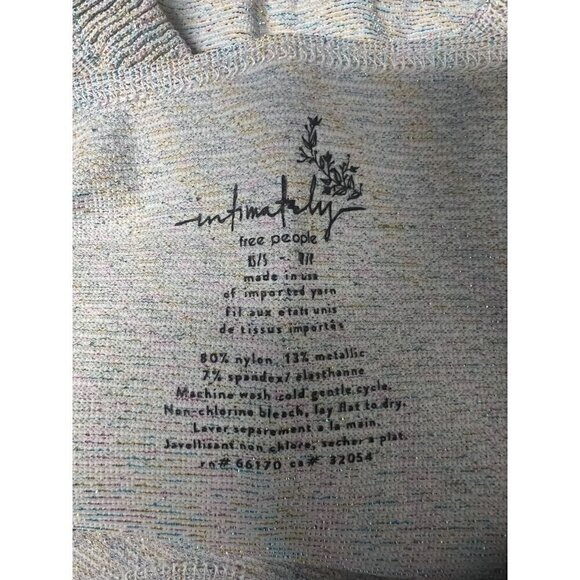 intimately
free people
made in usa
of imported yarn
fil aux etats unis
de tissus importés
80% nylon, 13% metallic
7% spandex/ elasthanne
Machine wash cold gentle cycle.
Non-chlorine bleach, lay flat to dry.
Laver separement a la main.
Javellisant non chlore, secher a plat.
rn# 66170 ca# 32054